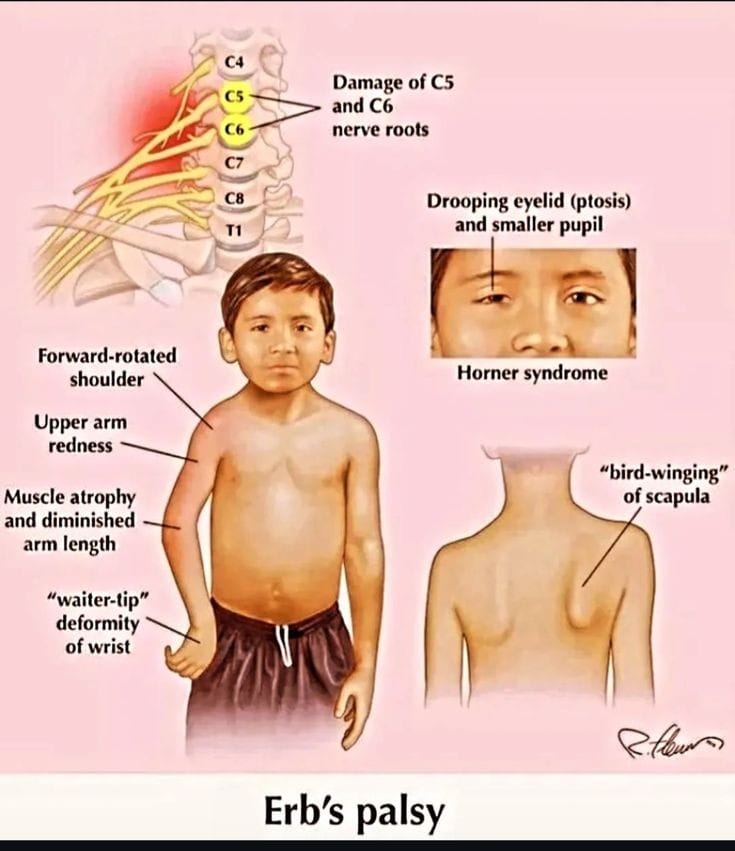 C4
C5
C6
C7
C8
T1
Damage of C5
and C6
nerve roots
Drooping eyelid (ptosis)
and smaller pupil
Horner syndrome
Forward-rotated
shoulder
Upper arm
redness
Muscle atrophy
and diminished
arm length
“waiter-tip”
deformity
of wrist
“bird-winging”
of scapula
Erb’s palsy